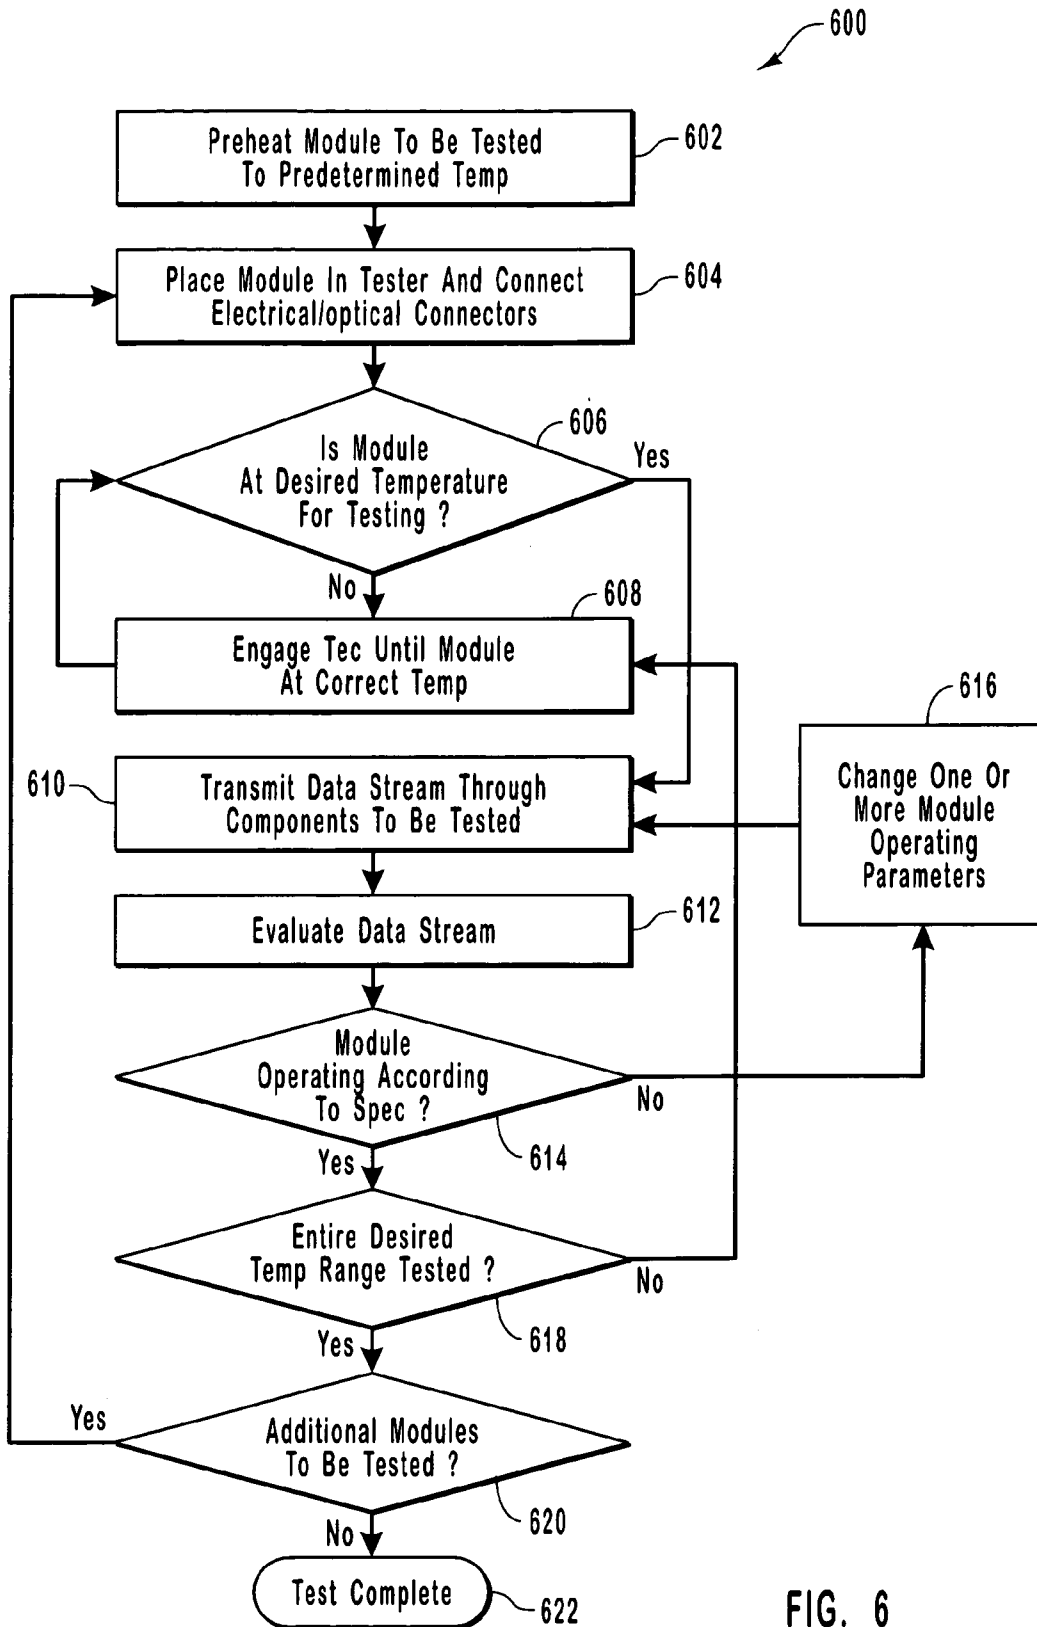 600
Preheat Module To Be Tested
To Predetermined Temp
602
Place Module In Tester And Connect
Electrical/optical Connectors
604
Is Module
At Desired Temperature
For Testing ?
606
Yes
No
608
Engage Tec Until Module
At Correct Temp
616
Change One Or
More Module
Operating
Parameters
610
Transmit Data Stream Through
Components To Be Tested
Evaluate Data Stream
612
Module
Operating According
To Spec ?
No
614
Yes
Entire Desired
Temp Range Tested ?
No
618
Yes
Yes
Additional Modules
To Be Tested ?
620
No
Test Complete
622
FIG. 6